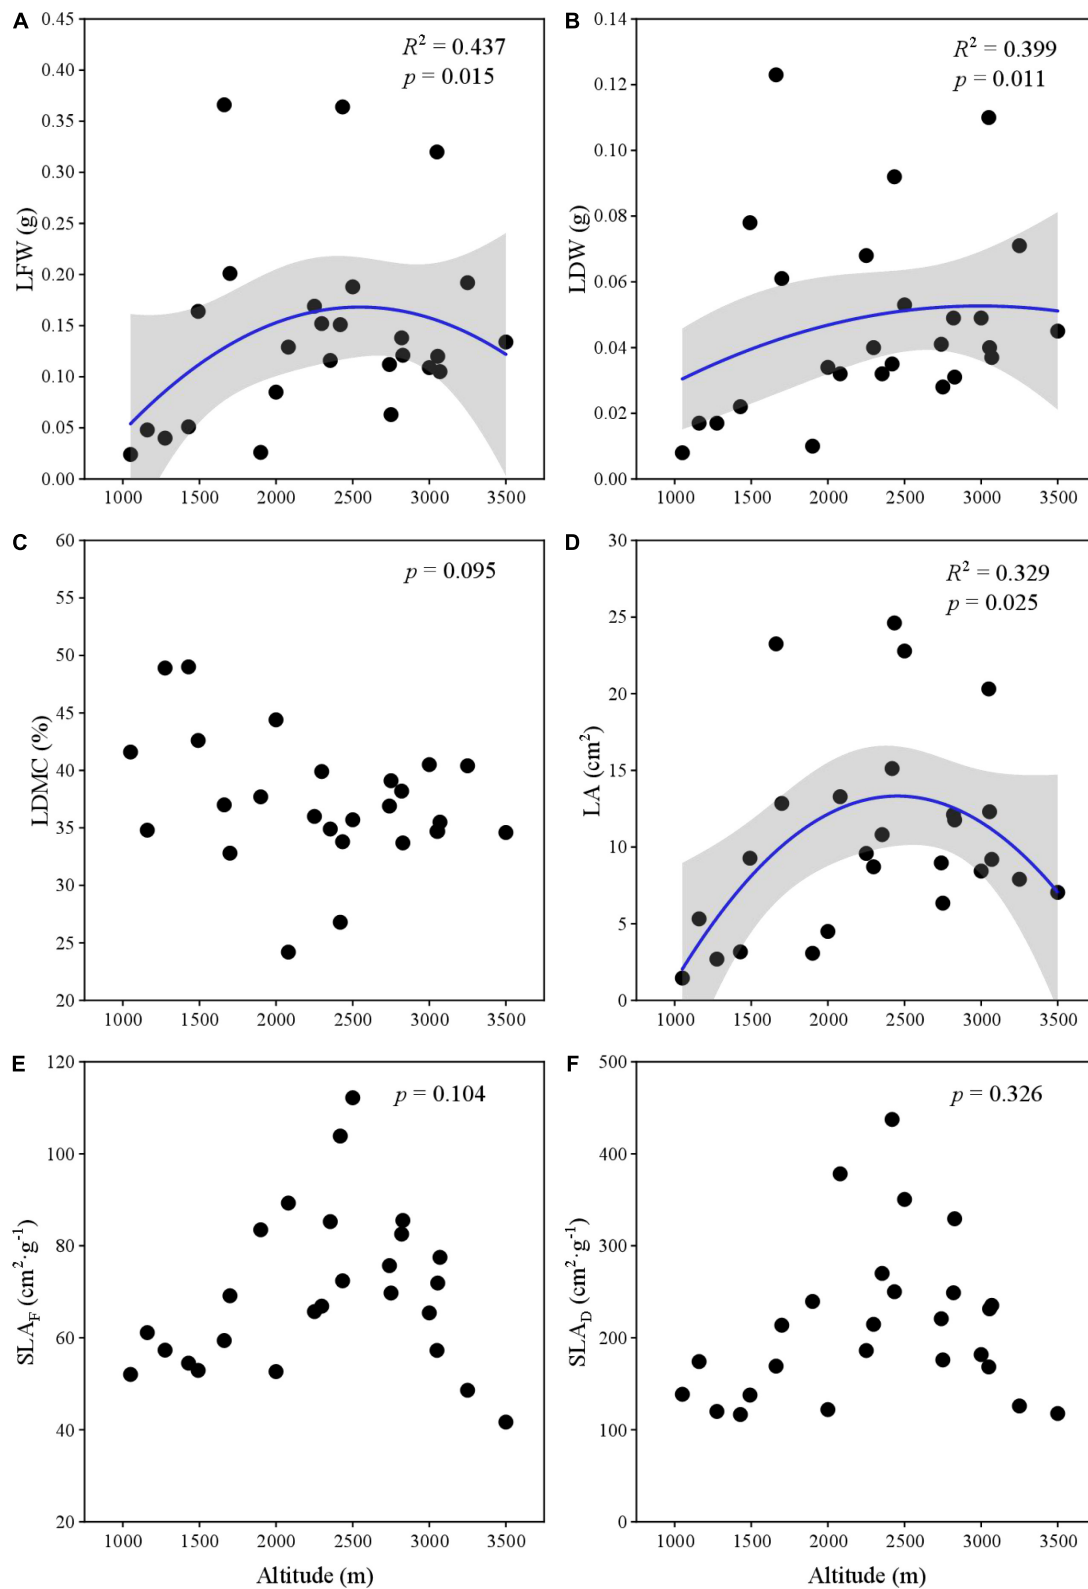 A
R² = 0.437
p = 0.015
0.45
0.40
0.35
0.30
0.25
0.20
0.15
0.10
0.05
0.00
LFW (g)
1000 1500 2000 2500 3000 3500
B
R² = 0.399
p = 0.011
0.14
0.12
0.10
0.08
0.06
0.04
0.02
0.00
LDW (g)
1000 1500 2000 2500 3000 3500
C
p = 0.095
60
55
50
45
40
35
30
25
20
LDMC (%)
1000 1500 2000 2500 3000 3500
D
R² = 0.329
p = 0.025
30
25
20
15
10
5
0
LA (cm²)
1000 1500 2000 2500 3000 3500
E
p = 0.104
120
100
80
60
40
20
SLA_F (cm²·g⁻¹)
1000 1500 2000 2500 3000 3500
Altitude (m)
F
p = 0.326
500
400
300
200
100
0
SLA_D (cm²·g⁻¹)
1000 1500 2000 2500 3000 3500
Altitude (m)